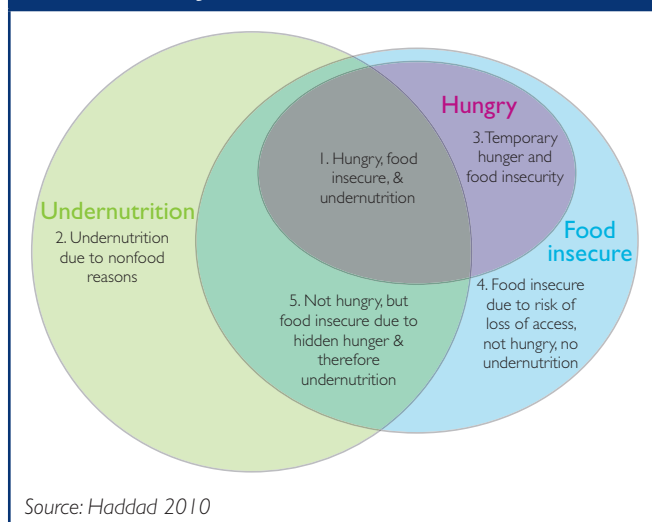 Hungry
3. Temporary
hunger and
food insecurity
1. Hungry, food
insecure, &
undernutrition
Undernutrition
2. Undernutrition
due to nonfood
reasons
Food
insecure
4. Food insecure
due to risk of
loss of access,
not hungry, no
undernutrition
5. Not hungry, but
food insecure due to
hidden hunger &
therefore
undernutrition
Source: Haddad 2010